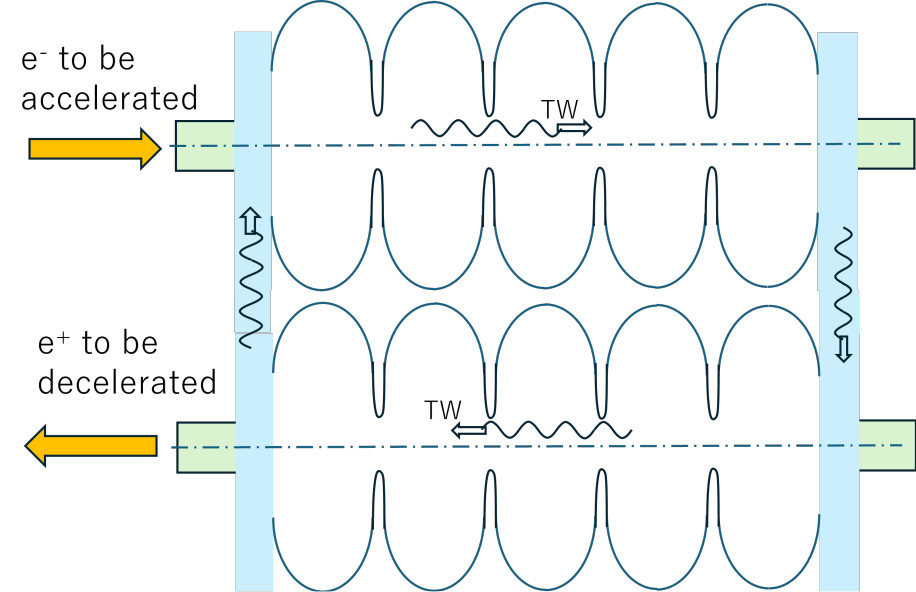 e⁻ to be
accelerated
TW
e⁺ to be
decelerated
TW